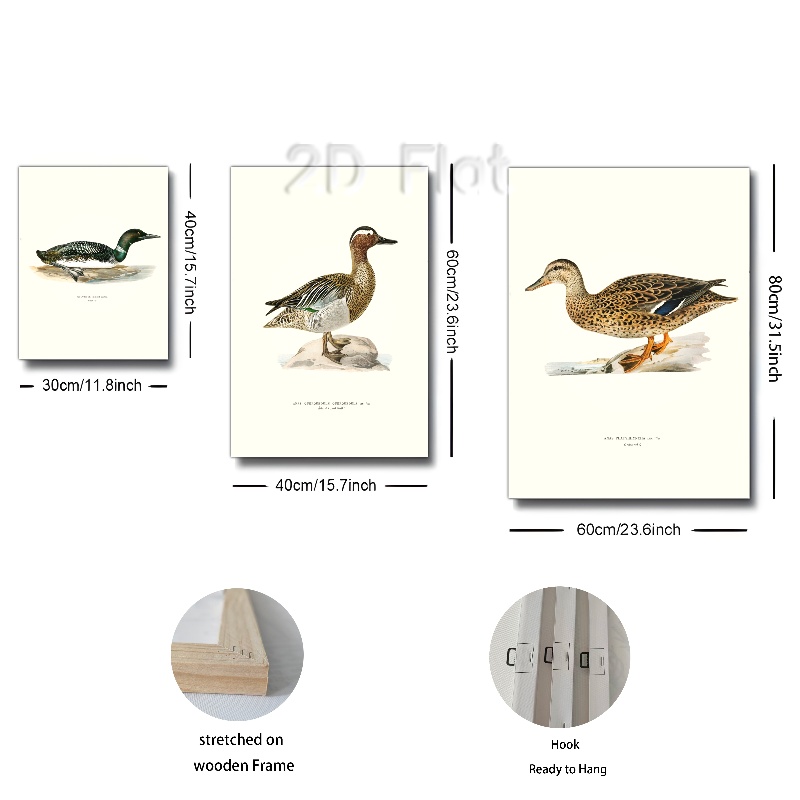 2D Flat
40cm/15.7inch
60cm/23.6inch
80cm/31.5inch
30cm/11.8inch
40cm/15.7inch
60cm/23.6inch
stretched on
wooden Frame
Hook
Ready to Hang